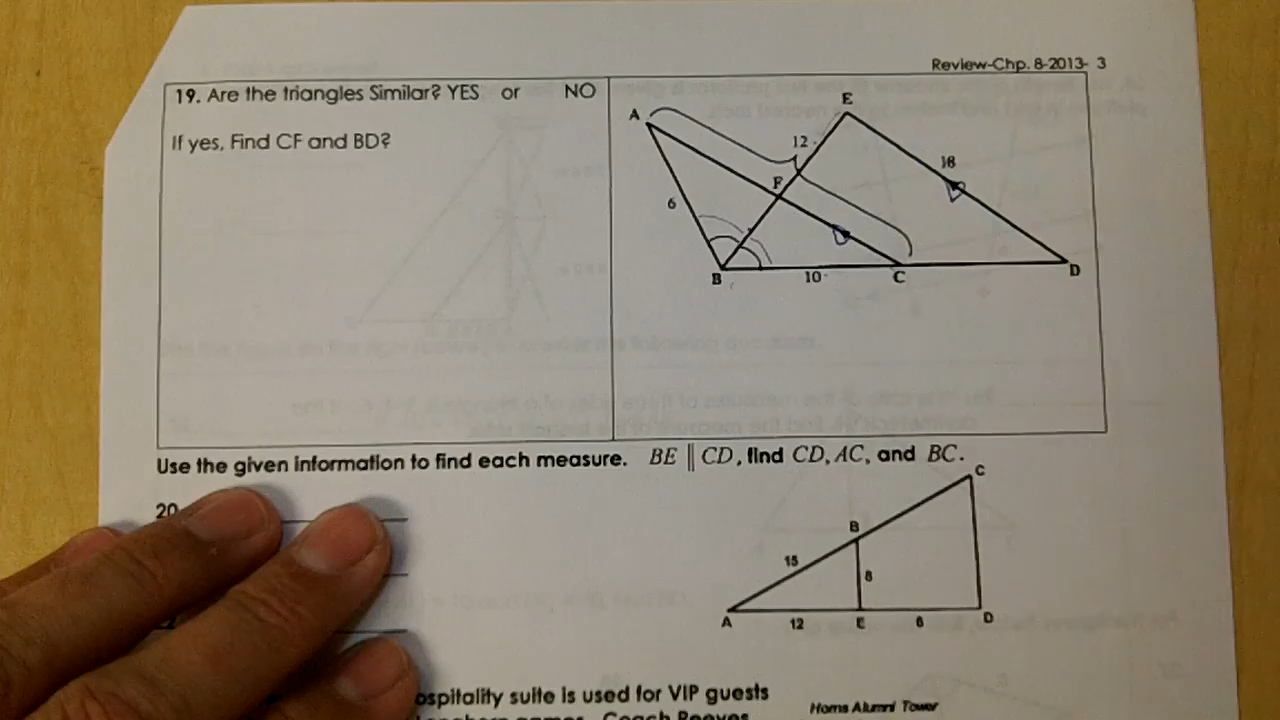 Review-Chp. 8-2013- 3
19. Are the triangles Similar? YES or NO
If yes, Find CF and BD?
A
E
12
18
F
6
B
10
C
D
Use the given information to find each measure. BE || CD, find CD, AC, and BC.
20
C
B
15
8
A
12
E
6
D
ospitality suite is used for VIP guests
Horns Alumni Tower